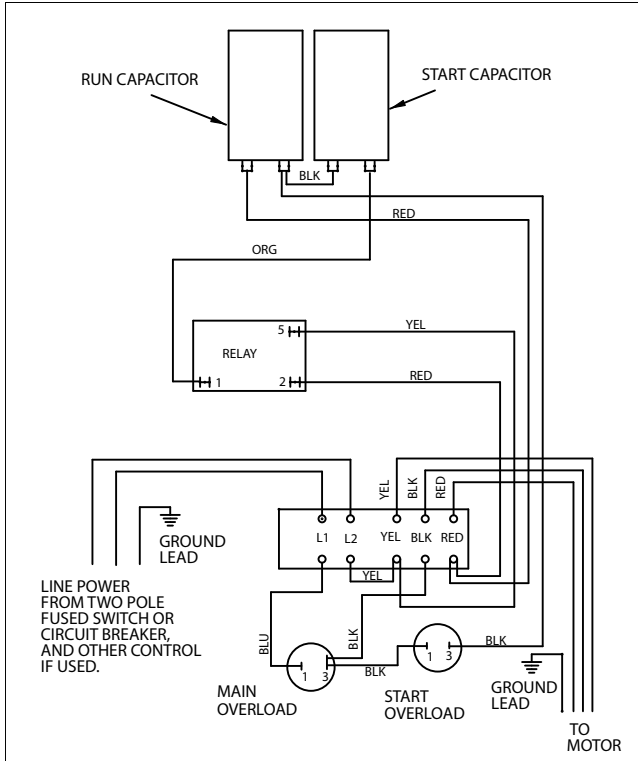 RUN CAPACITOR
START CAPACITOR
BLK
RED
ORG
5
YEL
RELAY
1
2
RED
YEL
BLK
RED
GROUND
LEAD
L1
L2
YEL
BLK
RED
LINE POWER
FROM TWO POLE
FUSED SWITCH OR
CIRCUIT BREAKER,
AND OTHER CONTROL
IF USED.
YEL
BLU
BLK
1
3
MAIN
OVERLOAD
BLK
1
3
START
OVERLOAD
BLK
GROUND
LEAD
TO
MOTOR